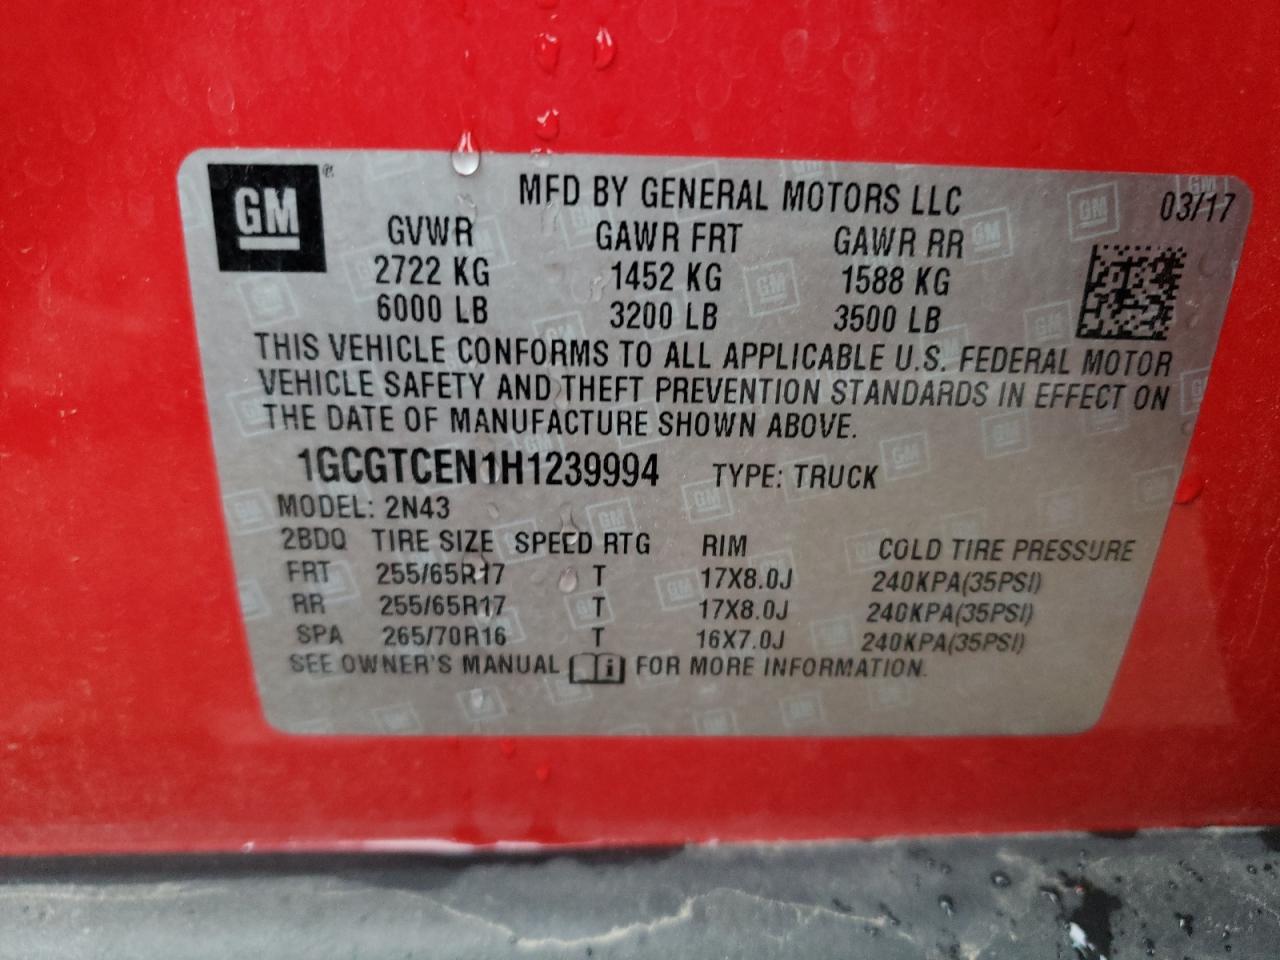 GM®
MFD BY GENERAL MOTORS LLC 03/17
GVWR GAWR FRT GAWR RR
2722 KG 1452 KG 1588 KG
6000 LB 3200 LB 3500 LB
THIS VEHICLE CONFORMS TO ALL APPLICABLE U.S. FEDERAL MOTOR
VEHICLE SAFETY AND THEFT PREVENTION STANDARDS IN EFFECT ON
THE DATE OF MANUFACTURE SHOWN ABOVE.
1GCGTCEN1H1239994 TYPE: TRUCK
MODEL: 2N43
2BDQ TIRE SIZE SPEED RTG RIM COLD TIRE PRESSURE
FRT 255/65R17 T 17X8.0J 240KPA(35PSI)
RR 255/65R17 T 17X8.0J 240KPA(35PSI)
SPA 265/70R16 T 16X7.0J 240KPA(35PSI)
SEE OWNER'S MANUAL i FOR MORE INFORMATION.